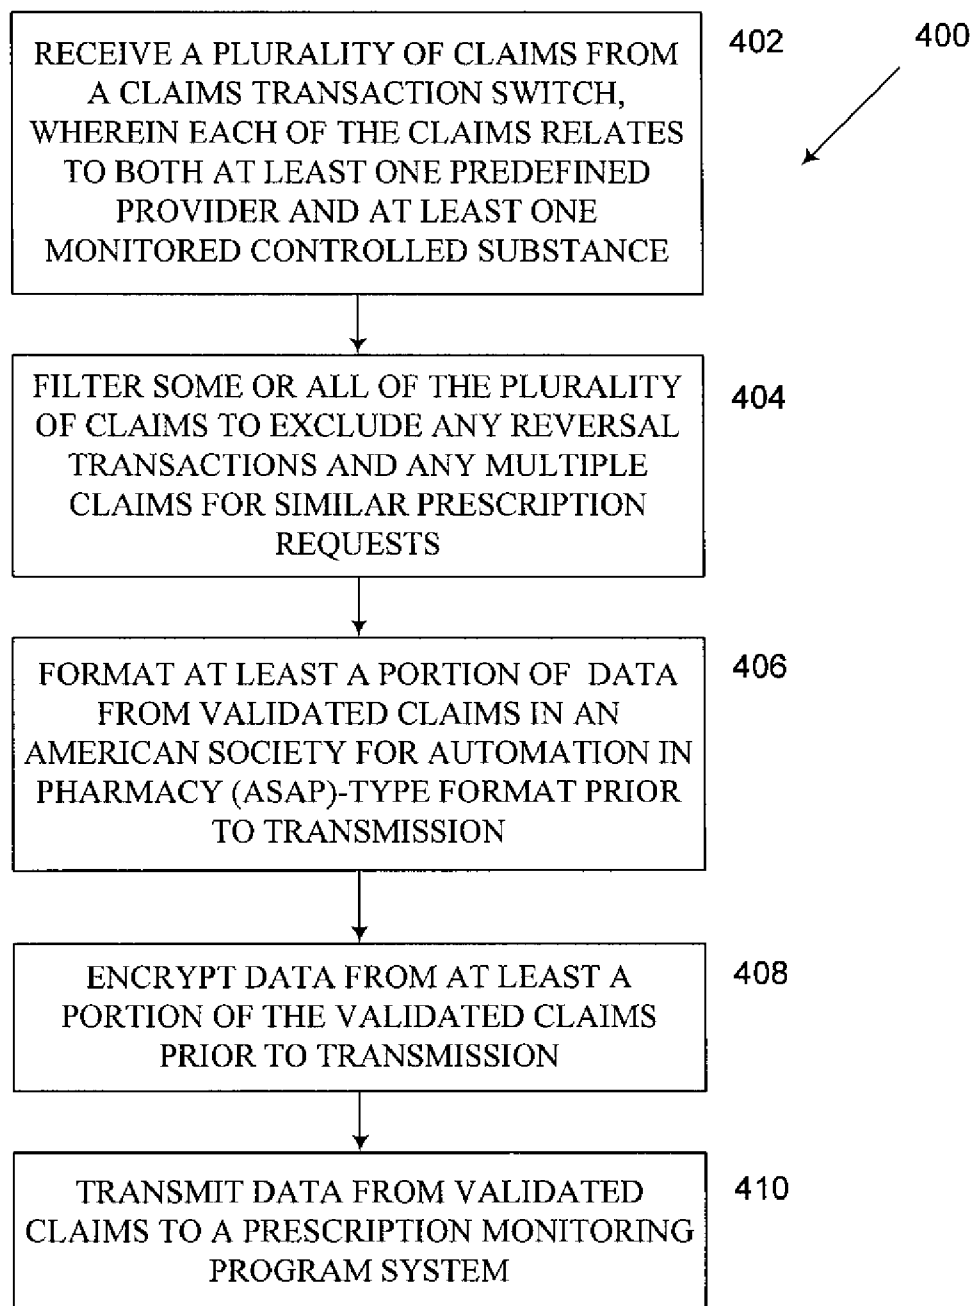 400
402
RECEIVE A PLURALITY OF CLAIMS FROM
A CLAIMS TRANSACTION SWITCH,
WHEREIN EACH OF THE CLAIMS RELATES
TO BOTH AT LEAST ONE PREDEFINED
PROVIDER AND AT LEAST ONE
MONITORED CONTROLLED SUBSTANCE
404
FILTER SOME OR ALL OF THE PLURALITY
OF CLAIMS TO EXCLUDE ANY REVERSAL
TRANSACTIONS AND ANY MULTIPLE
CLAIMS FOR SIMILAR PRESCRIPTION
REQUESTS
406
FORMAT AT LEAST A PORTION OF DATA
FROM VALIDATED CLAIMS IN AN
AMERICAN SOCIETY FOR AUTOMATION IN
PHARMACY (ASAP)-TYPE FORMAT PRIOR
TO TRANSMISSION
408
ENCRYPT DATA FROM AT LEAST A
PORTION OF THE VALIDATED CLAIMS
PRIOR TO TRANSMISSION
410
TRANSMIT DATA FROM VALIDATED
CLAIMS TO A PRESCRIPTION MONITORING
PROGRAM SYSTEM